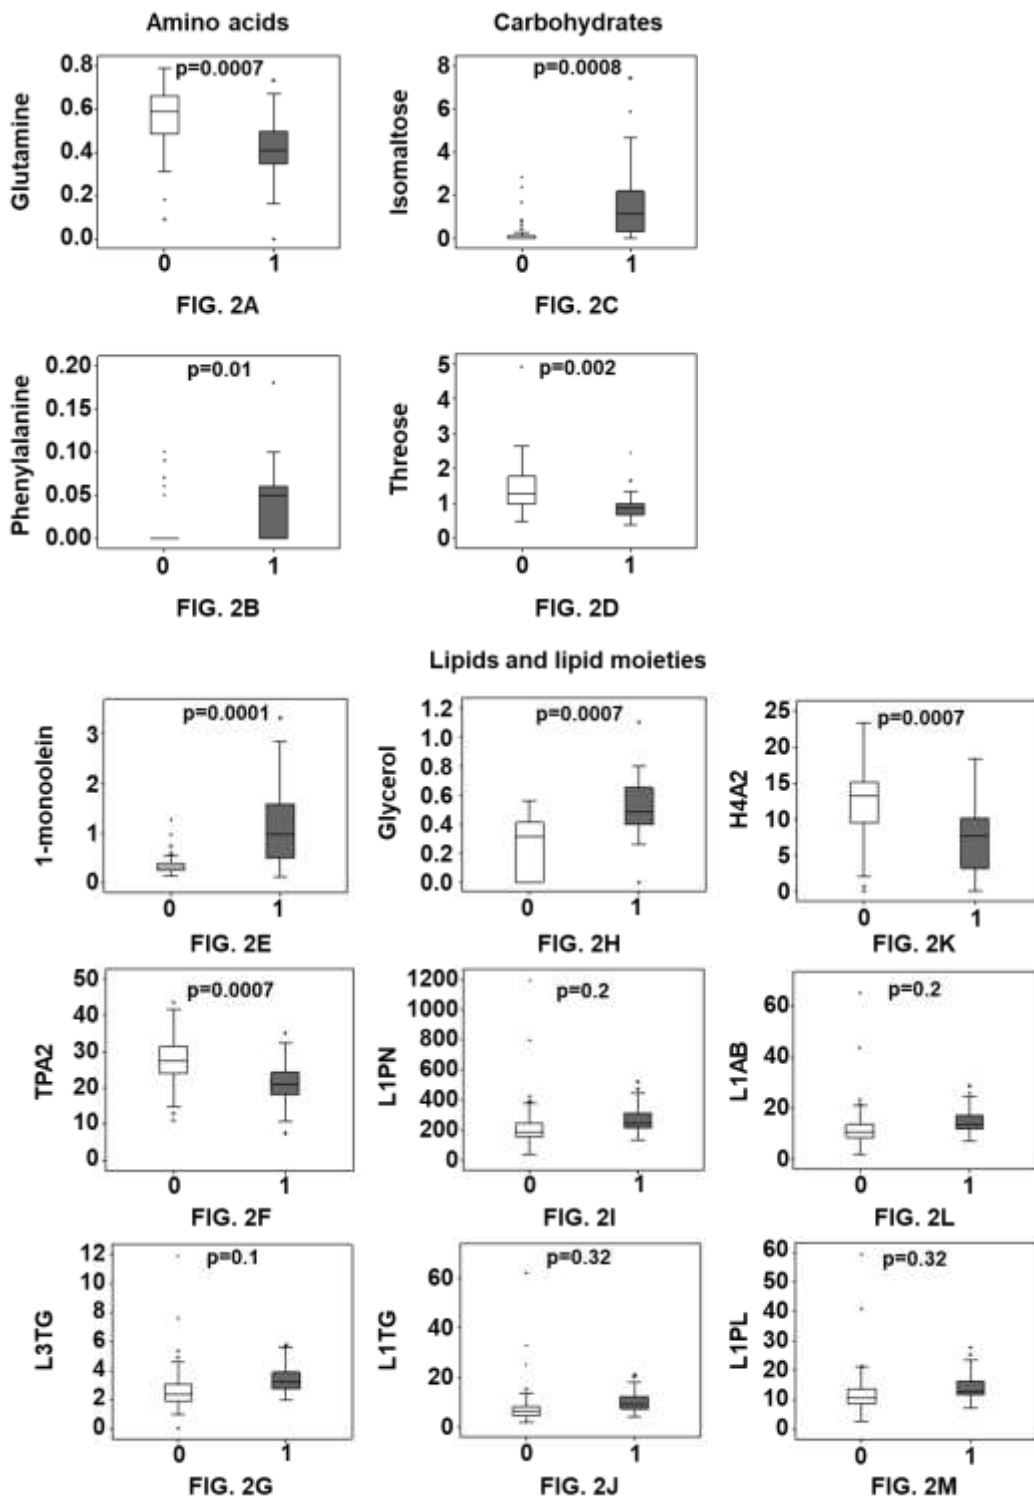 Amino acids
Carbohydrates
Glutamine
0.8
0.6
0.4
0.2
0.0
p=0.0007
0 1
FIG. 2A
Isomaltose
8
6
4
2
0
p=0.0008
0 1
FIG. 2C
Phenylalanine
0.20
0.15
0.10
0.05
0.00
p=0.01
0 1
FIG. 2B
Threose
5
4
3
2
1
0
p=0.002
0 1
FIG. 2D
Lipids and lipid moieties
1-monoolein
3
2
1
0
p=0.0001
0 1
FIG. 2E
Glycerol
1.2
1.0
0.8
0.6
0.4
0.2
0.0
p=0.0007
0 1
FIG. 2H
H4A2
25
20
15
10
5
0
p=0.0007
0 1
FIG. 2K
TPA2
50
40
30
20
10
0
p=0.0007
0 1
FIG. 2F
L1PN
1200
1000
800
600
400
200
0
p=0.2
0 1
FIG. 2I
L1AB
60
40
20
0
p=0.2
0 1
FIG. 2L
L3TG
12
10
8
6
4
2
0
p=0.1
0 1
FIG. 2G
L1TG
60
40
20
0
p=0.32
0 1
FIG. 2J
L1PL
60
50
40
30
20
10
0
p=0.32
0 1
FIG. 2M